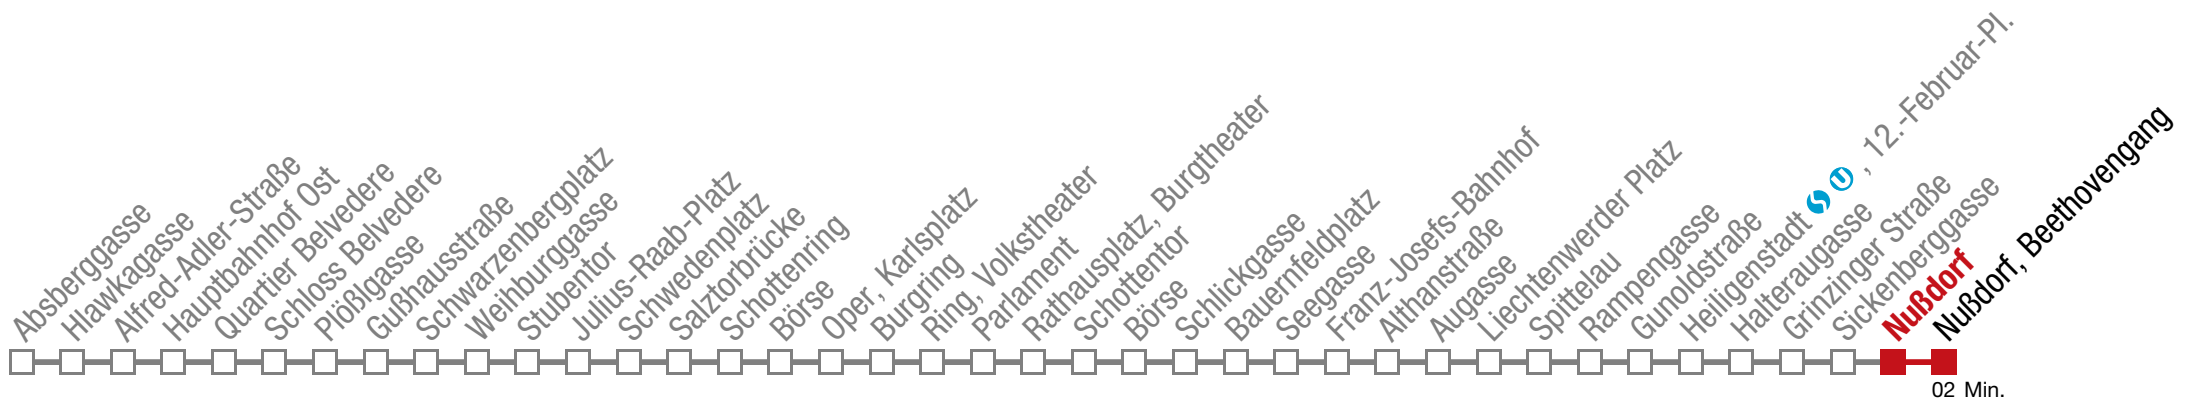 Absberggasse
Hlawkagasse
Alfred-Adler-Straße
Hauptbahnhof Ost
Quartier Belvedere
Schloss Belvedere
Plößlgasse
Gußhausstraße
Schwarzenbergplatz
Weihburggasse
Stubentor
Julius-Raab-Platz
Schwedenplatz
Salztorbrücke
Schottenring
Börse
Oper, Karlsplatz
Burgring
Ring, Volkstheater
Parlament
Rathausplatz, Burgtheater
Schottentor
Börse
Schlickgasse
Bauernfeldplatz
Seegasse
Franz-Josefs-Bahnhof
Althanstraße
Augasse
Liechtenwerder Platz
Spittelau
Rampengasse
Gunoldstraße
Heiligenstadt S U , 12.-Februar-Pl.
Halteraugasse
Grinzinger Straße
Sickenberggasse
Nußdorf
Nußdorf, Beethovengang
02 Min.